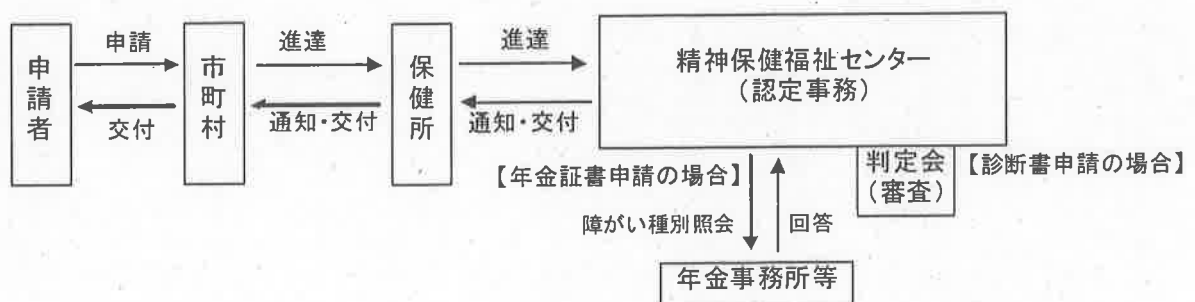 申請者
申請
交付
市町村
進達
通知・交付
保健所
進達
通知・交付
精神保健福祉センター
(認定事務)
判定会
(審査)
【診断書申請の場合】
【年金証書申請の場合】
障がい種別照会
回答
年金事務所等